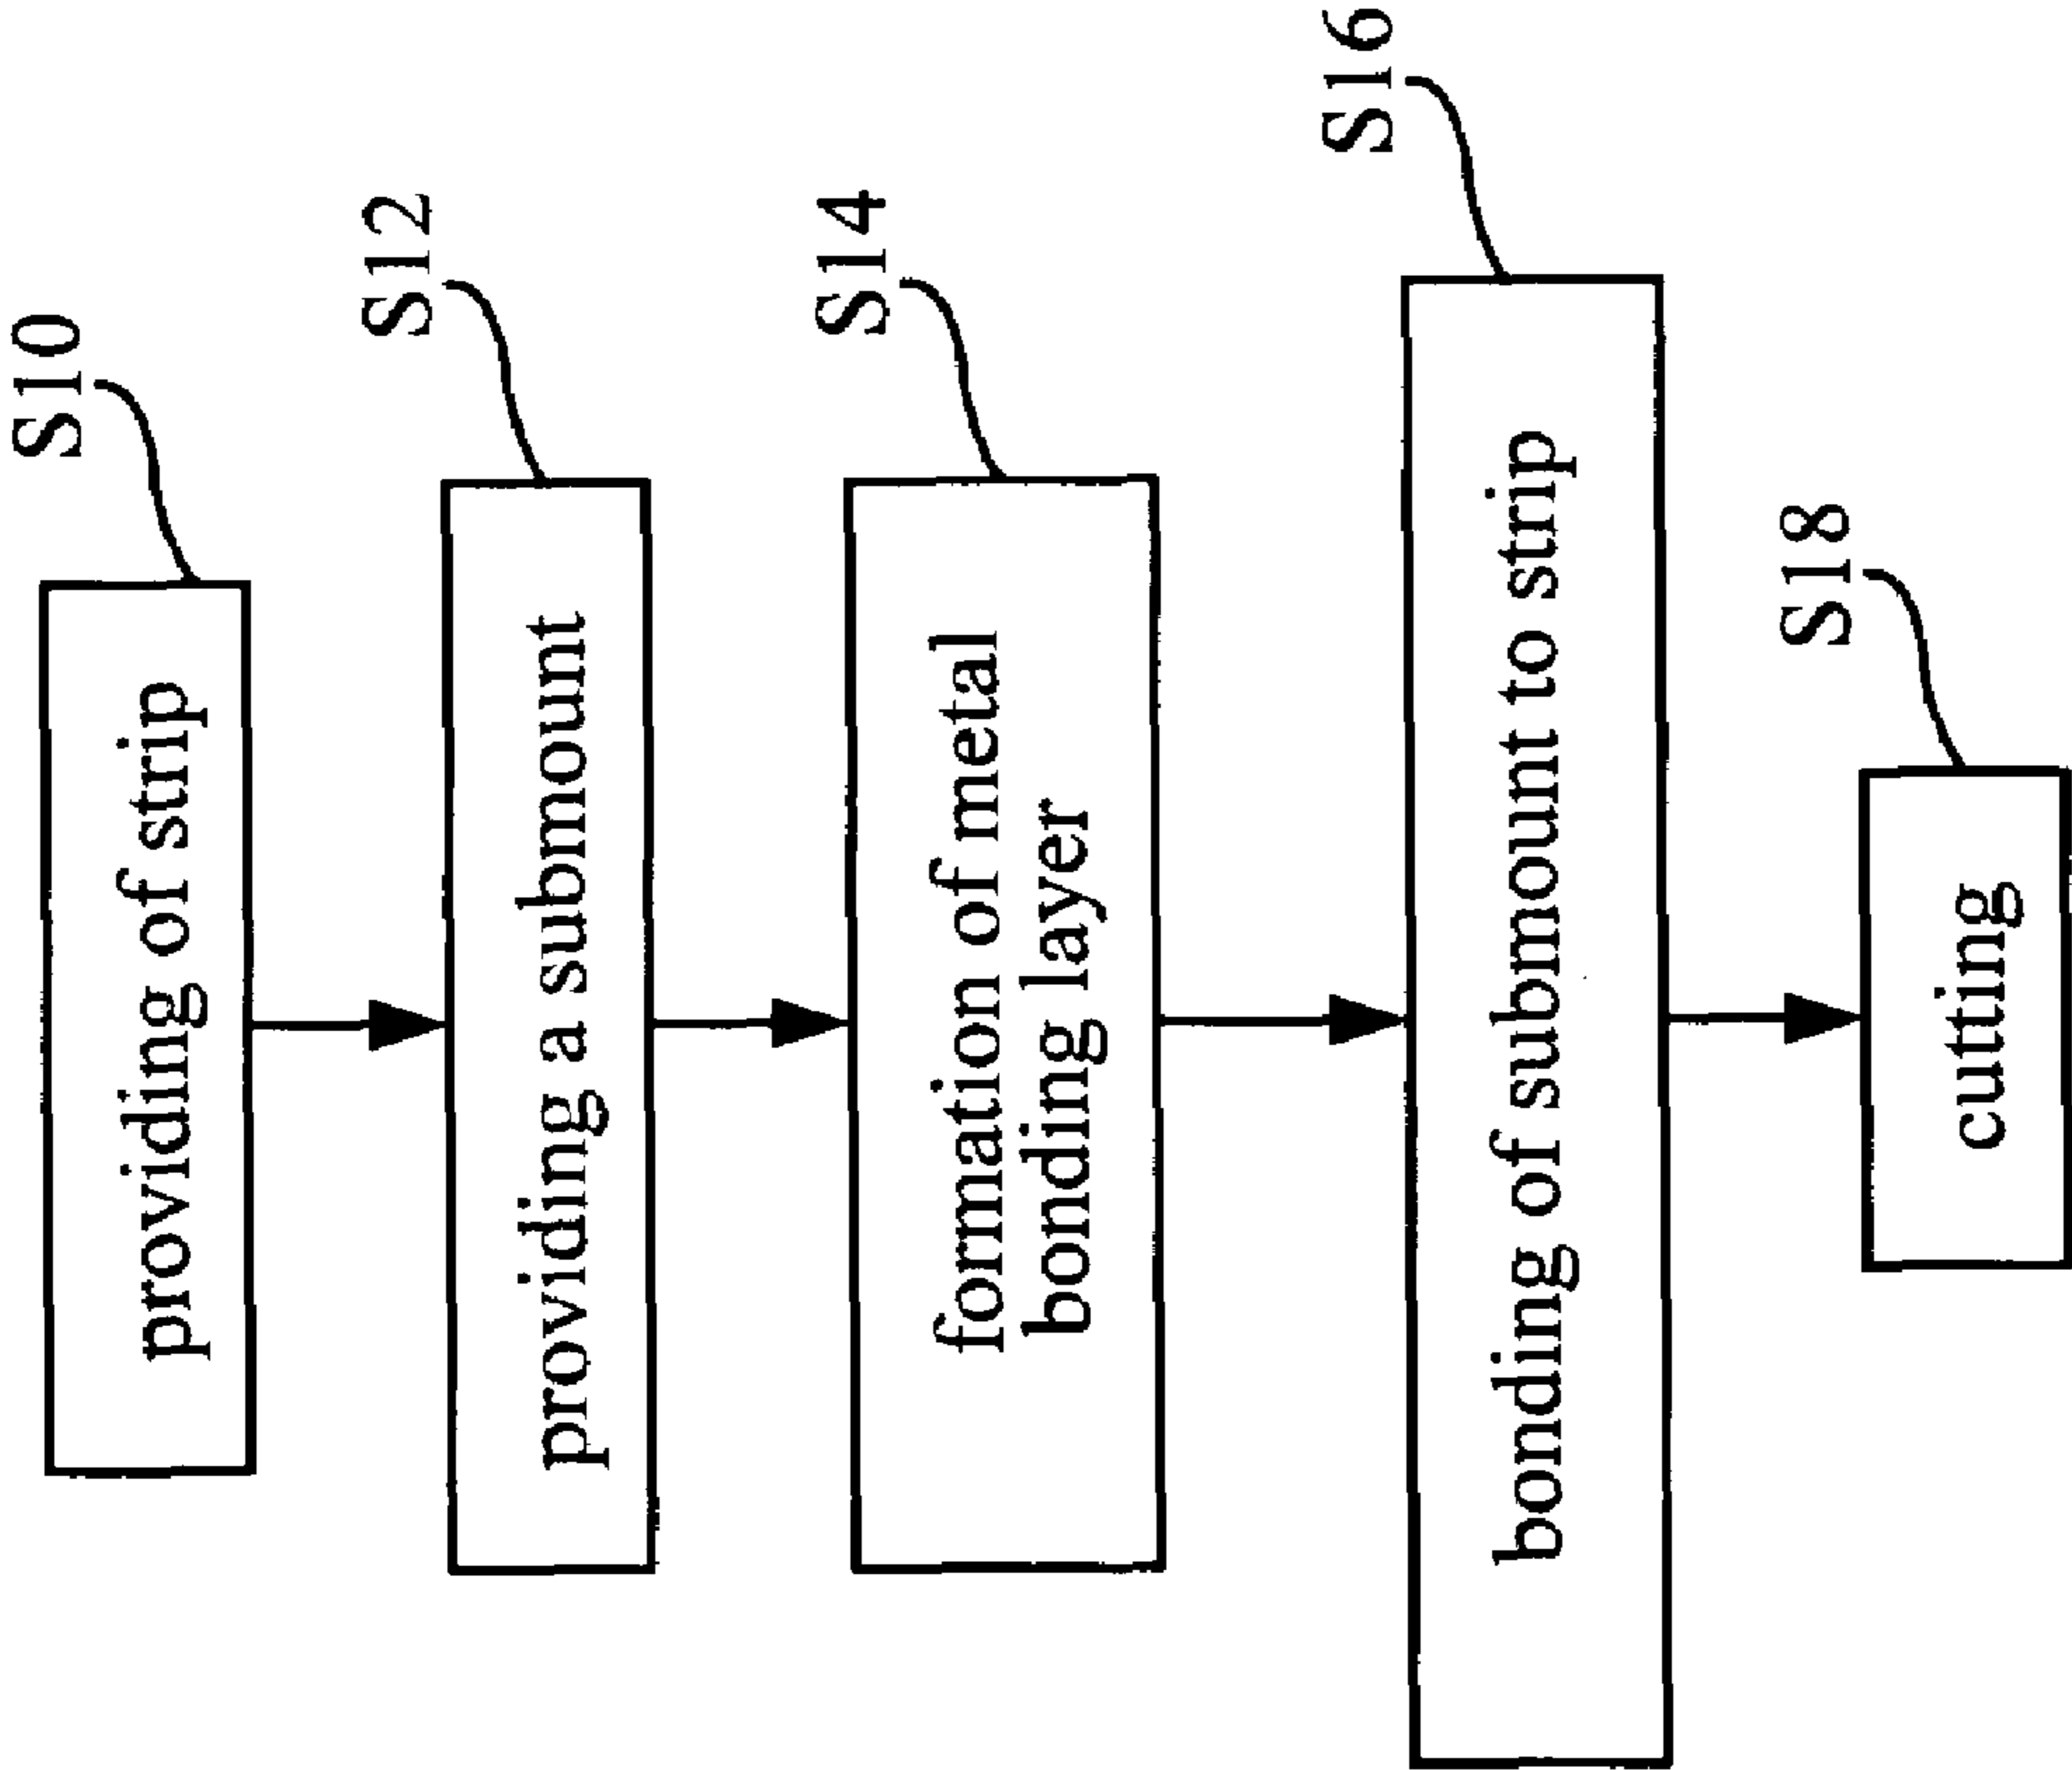 S10
providing of strip
S12
providing a submount
S14
formation of metal
bonding layer
S16
bonding of submount to strip
S18
cutting